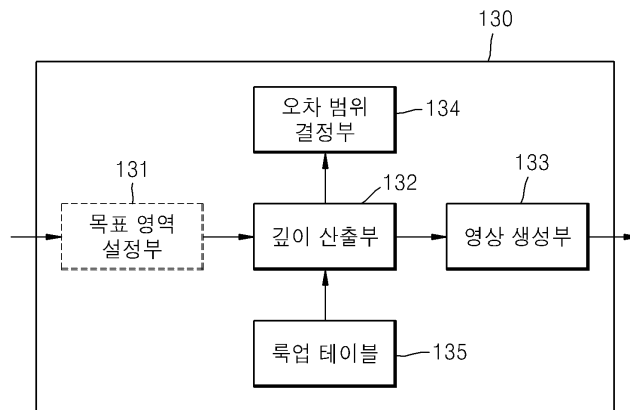 130
오차 범위
결정부
134
131
132
133
목표 영역
설정부
깊이 산출부
영상 생성부
룩업 테이블
135